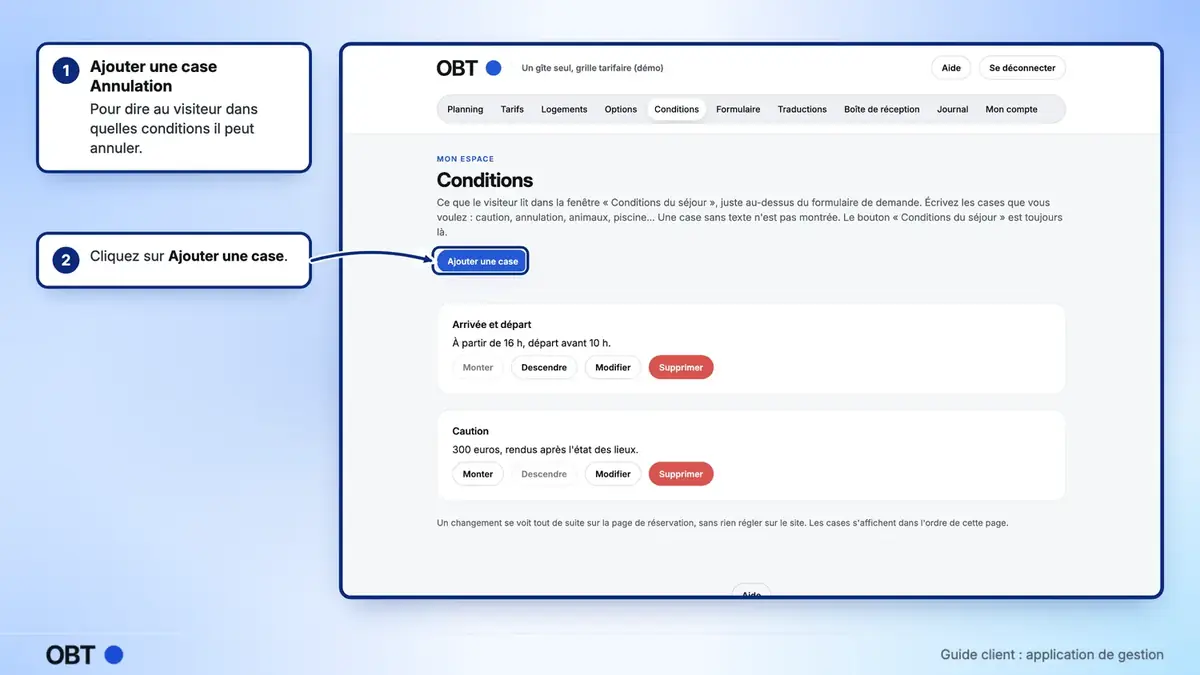 1
Ajouter une case
Annulation
Pour dire au visiteur dans
quelles conditions il peut
annuler.
2
Cliquez sur Ajouter une case.
OBT
Un gîte seul, grille tarifaire (démo)
Aide
Se déconnecter
Planning
Tarifs
Logements
Options
Conditions
Formulaire
Traductions
Boîte de réception
Journal
Mon compte
MON ESPACE
Conditions
Ce que le visiteur lit dans la fenêtre « Conditions du séjour », juste au-dessus du formulaire de demande. Écrivez les cases que vous
voulez : caution, annulation, animaux, piscine... Une case sans texte n'est pas montrée. Le bouton « Conditions du séjour » est toujours
là.
Ajouter une case
Arrivée et départ
À partir de 16 h, départ avant 10 h.
Monter
Descendre
Modifier
Supprimer
Caution
300 euros, rendus après l'état des lieux.
Monter
Descendre
Modifier
Supprimer
Un changement se voit tout de suite sur la page de réservation, sans rien régler sur le site. Les cases s'affichent dans l'ordre de cette page.
Aide
OBT
Guide client : application de gestion